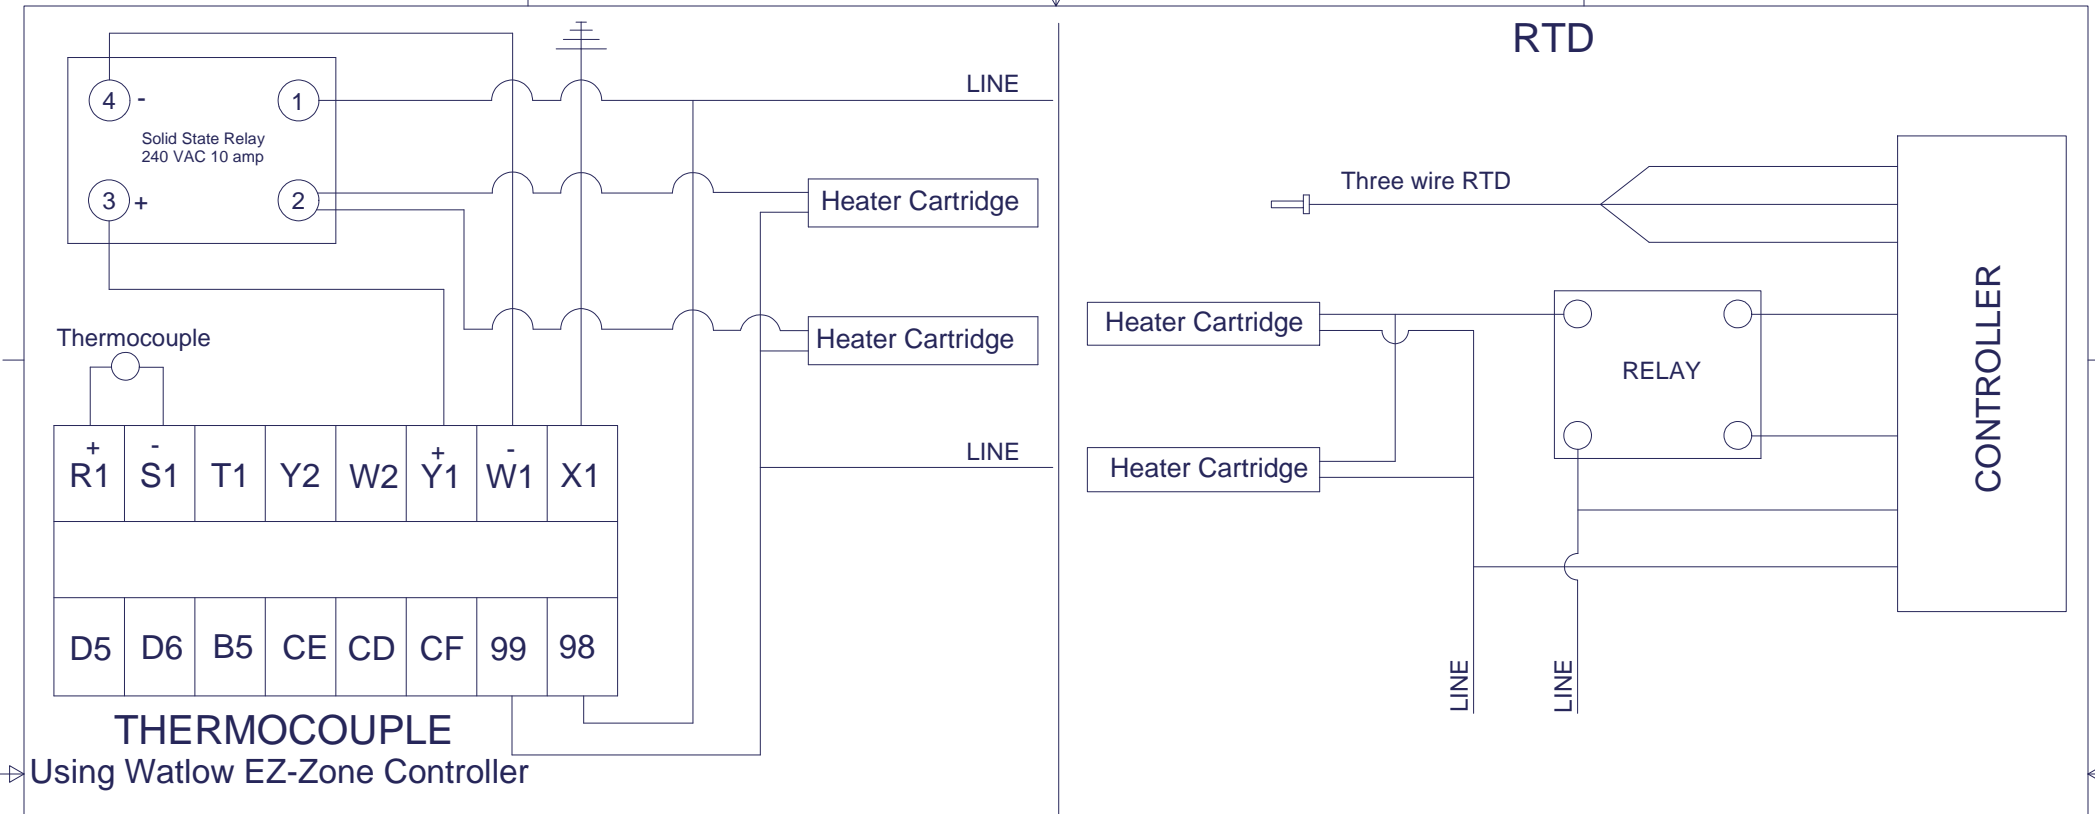 RTD
LINE
4 -
1
Solid State Relay
240 VAC 10 amp
3 +
2
Heater Cartridge
Three wire RTD
Thermocouple
Heater Cartridge
Heater Cartridge
RELAY
CONTROLLER
LINE
Heater Cartridge
+ - + -
R1 S1 T1 Y2 W2 Y1 W1 X1
D5 D6 B5 CE CD CF 99 98
LINE
LINE
THERMOCOUPLE
Using Watlow EZ-Zone Controller